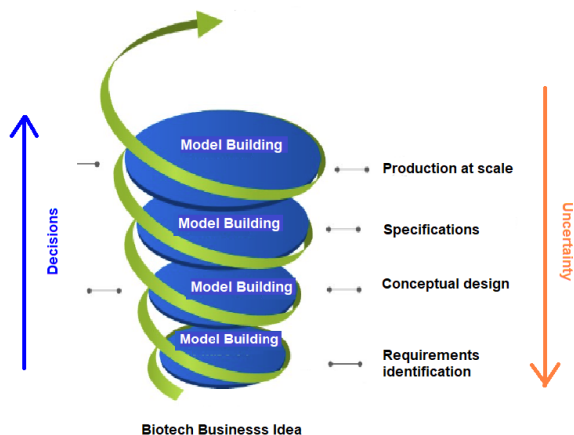 Model Building
Production at scale
Model Building
Specifications
Model Building
Conceptual design
Model Building
Requirements
identification
Decisions
Uncertainty
Biotech Businesss Idea